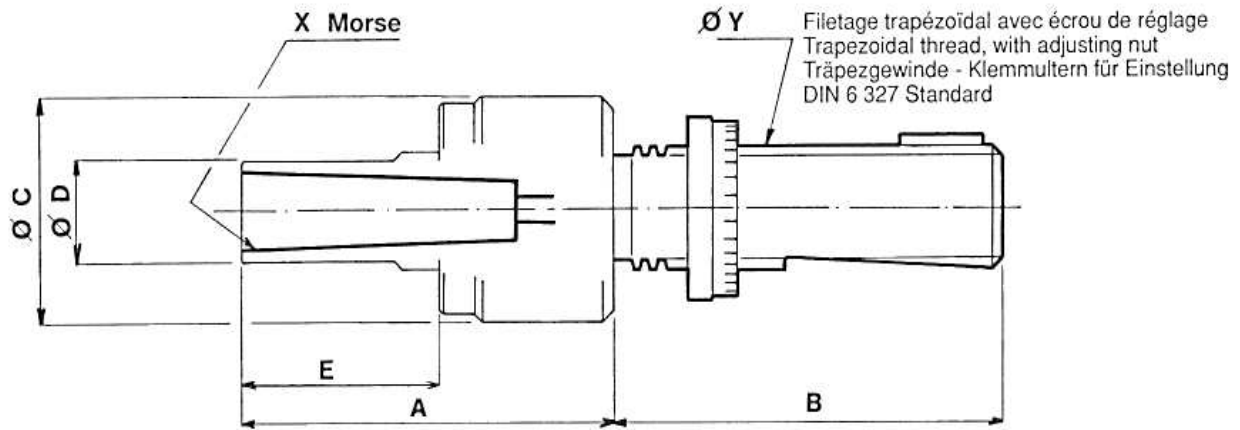 X Morse
Ø Y
Filetage trapézoïdal avec écrou de réglage
Trapezoidal thread, with adjusting nut
Träpezgewinde - Klemmultern für Einstellung
DIN 6 327 Standard
Ø C
Ø D
E
A
B